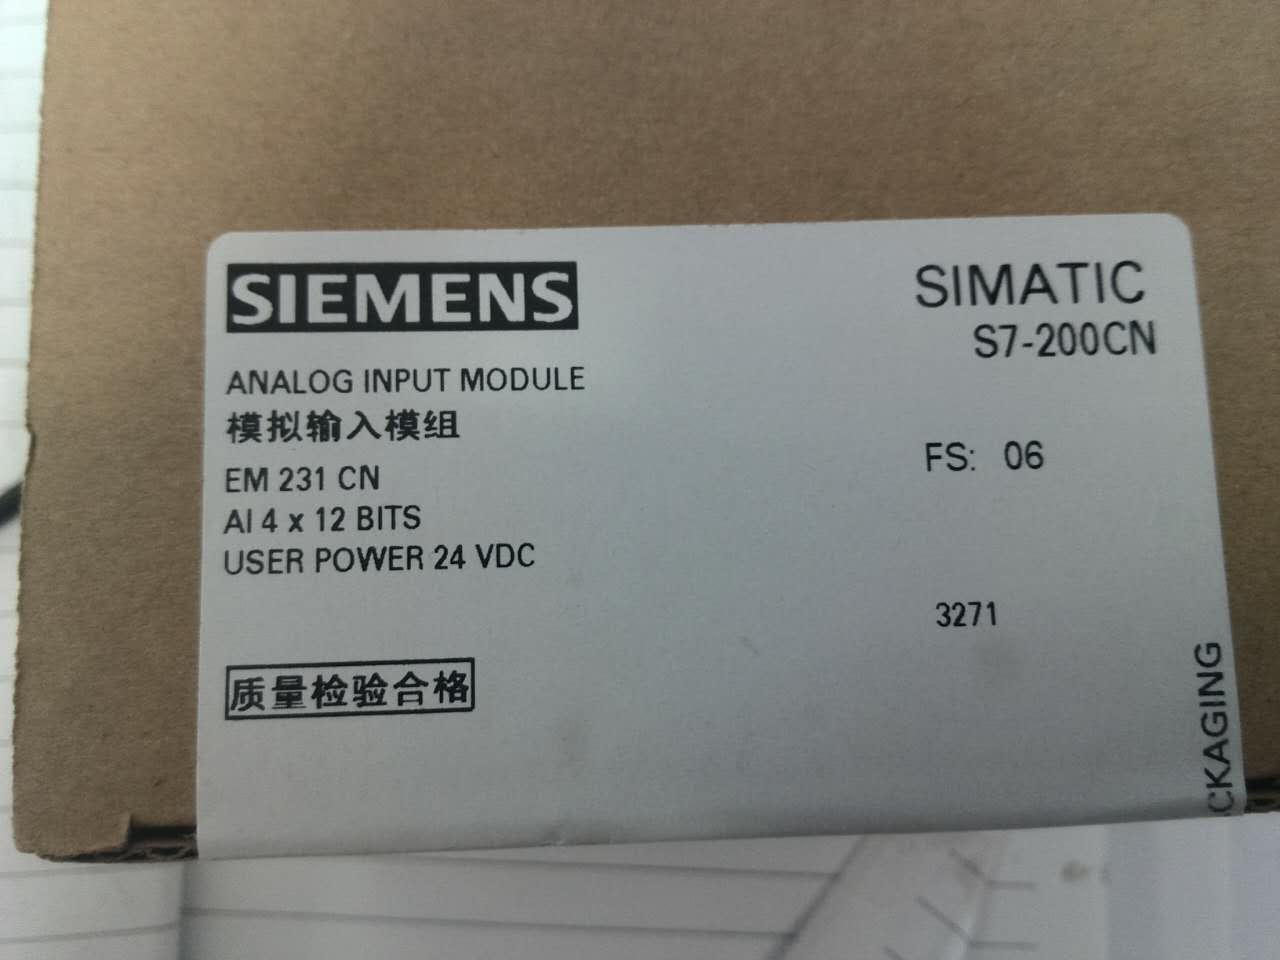 SIEMENS
SIMATIC
S7-200CN
ANALOG INPUT MODULE
模拟输入模组
EM 231 CN
AI 4 x 12 BITS
USER POWER 24 VDC
FS: 06
3271
质量检验合格
CKAGING